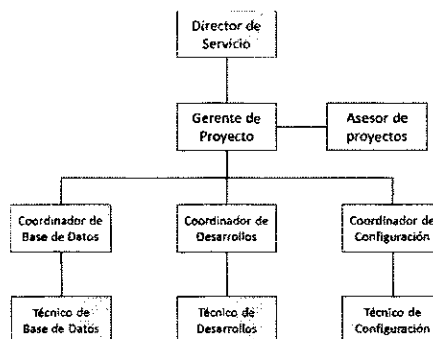 Director de
Servicio
Gerente de
Proyecto
Asesor de
proyectos
Coordinador de
Base de Datos
Coordinador de
Desarrollos
Coordinador de
Configuración
Técnico de
Base de Datos
Técnico de
Desarrollos
Técnico de
Configuración